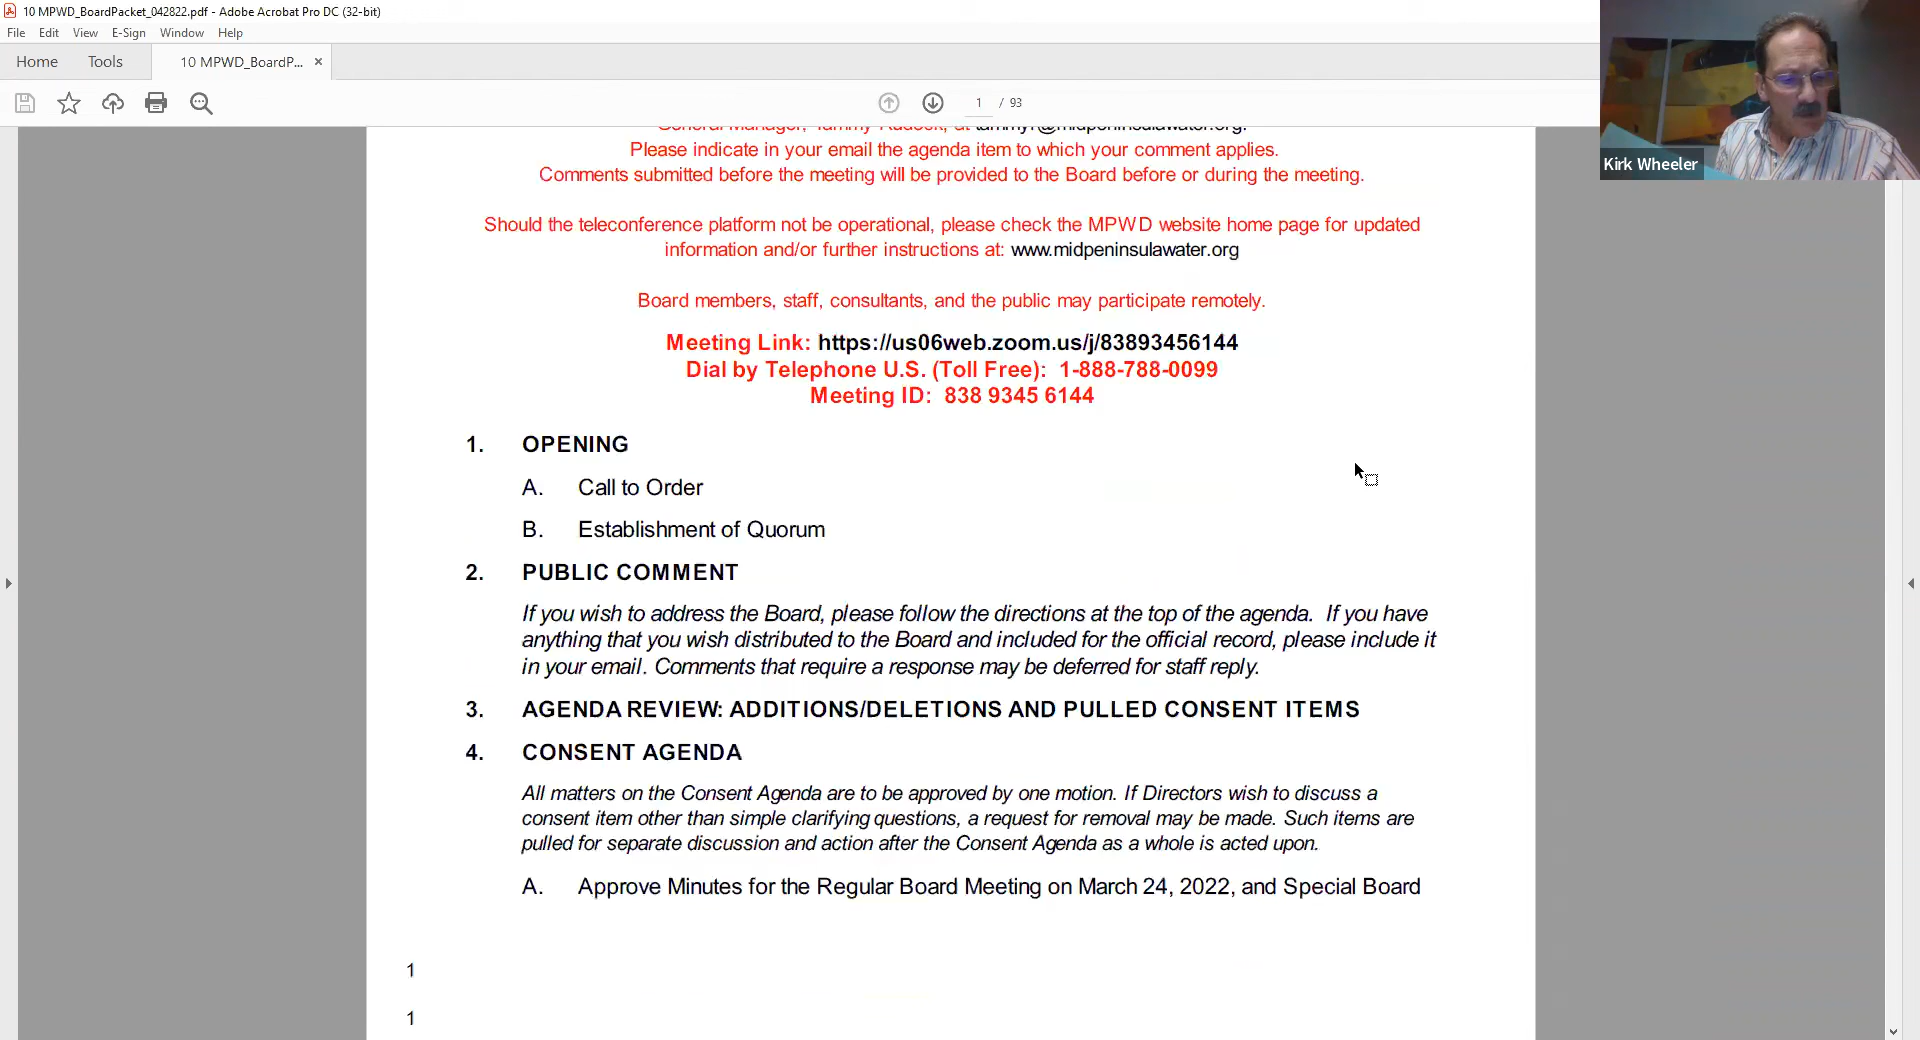 10 MPWD_BoardPacket_042822.pdf - Adobe Acrobat Pro DC (32-bit)
File Edit View E-Sign Window Help
Home Tools 10 MPWD_BoardP... ×
1 / 93
General Manager, Tammy Rudock, at tammyr@midpeninsulawater.org.
Please indicate in your email the agenda item to which your comment applies.
Comments submitted before the meeting will be provided to the Board before or during the meeting.
Should the teleconference platform not be operational, please check the MPWD website home page for updated
information and/or further instructions at: www.midpeninsulawater.org
Board members, staff, consultants, and the public may participate remotely.
Meeting Link: https://us06web.zoom.us/j/83893456144
Dial by Telephone U.S. (Toll Free): 1-888-788-0099
Meeting ID: 838 9345 6144
1. OPENING
A. Call to Order
B. Establishment of Quorum
2. PUBLIC COMMENT
If you wish to address the Board, please follow the directions at the top of the agenda. If you have
anything that you wish distributed to the Board and included for the official record, please include it
in your email. Comments that require a response may be deferred for staff reply.
3. AGENDA REVIEW: ADDITIONS/DELETIONS AND PULLED CONSENT ITEMS
4. CONSENT AGENDA
All matters on the Consent Agenda are to be approved by one motion. If Directors wish to discuss a
consent item other than simple clarifying questions, a request for removal may be made. Such items are
pulled for separate discussion and action after the Consent Agenda as a whole is acted upon.
A. Approve Minutes for the Regular Board Meeting on March 24, 2022, and Special Board
1
1
Kirk Wheeler